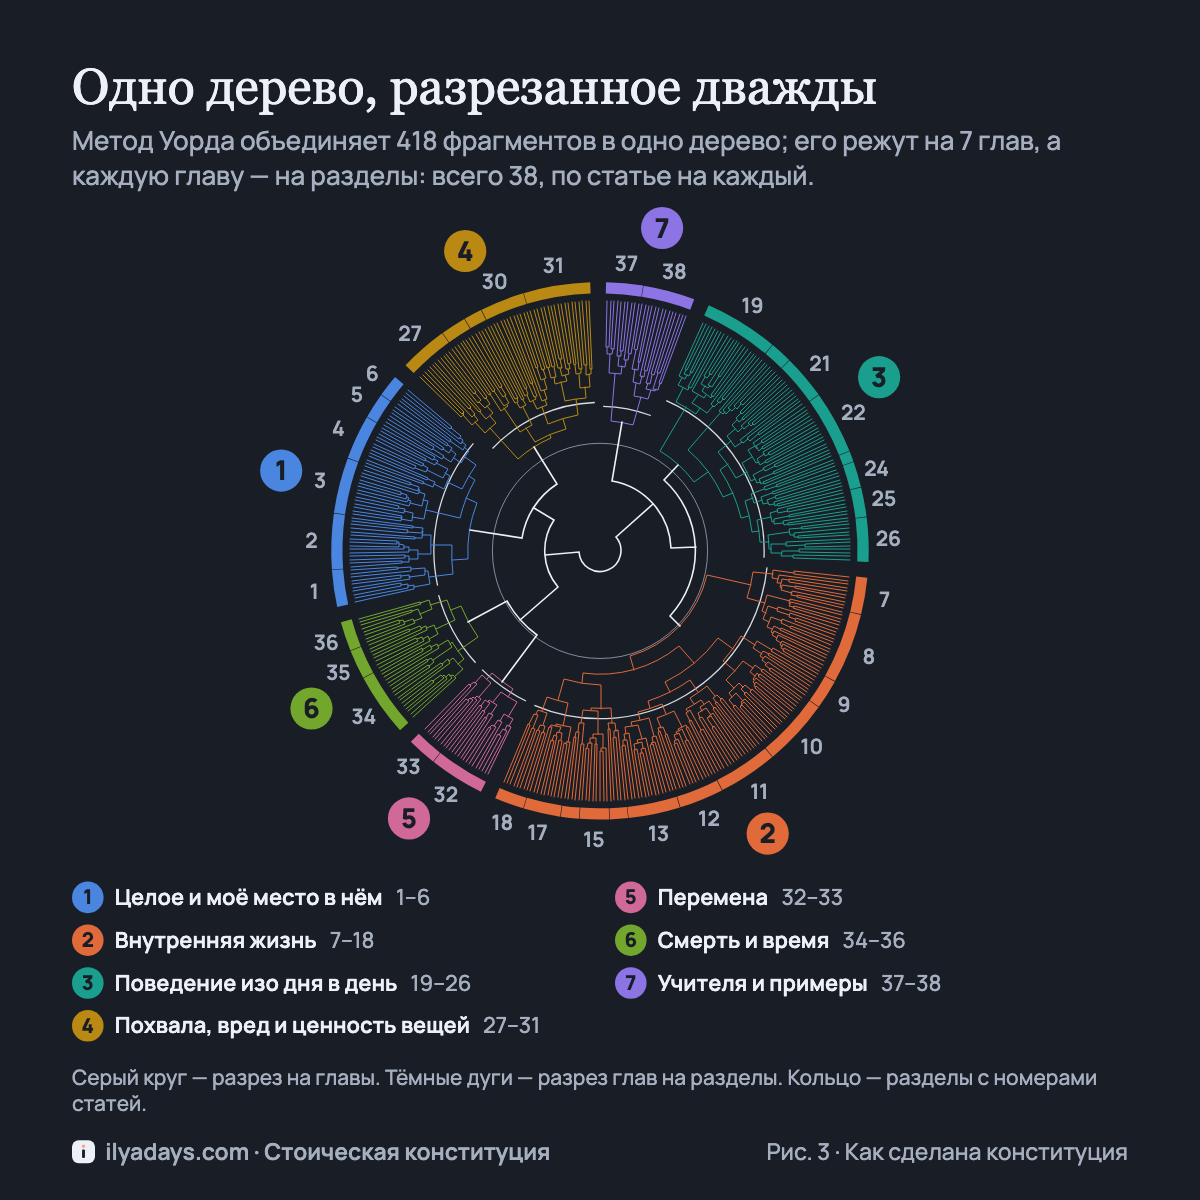 Одно дерево, разрезанное дважды
Метод Уорда объединяет 418 фрагментов в одно дерево; его режут на 7 глав, а
каждую главу — на разделы: всего 38, по статье на каждый.
7
4
37
38
31
30
19
27
21
3
6
5
22
4
24
1
3
25
2
26
1
7
36
8
35
6
34
9
10
33
32
11
5
12
18
17
15
13
2
1 Целое и моё место в нём 1–6
2 Внутренняя жизнь 7–18
3 Поведение изо дня в день 19–26
4 Похвала, вред и ценность вещей 27–31
5 Перемена 32–33
6 Смерть и время 34–36
7 Учителя и примеры 37–38
Серый круг — разрез на главы. Тёмные дуги — разрез глав на разделы. Кольцо — разделы с номерами
статей.
i ilyadays.com · Стоическая конституция
Рис. 3 · Как сделана конституция